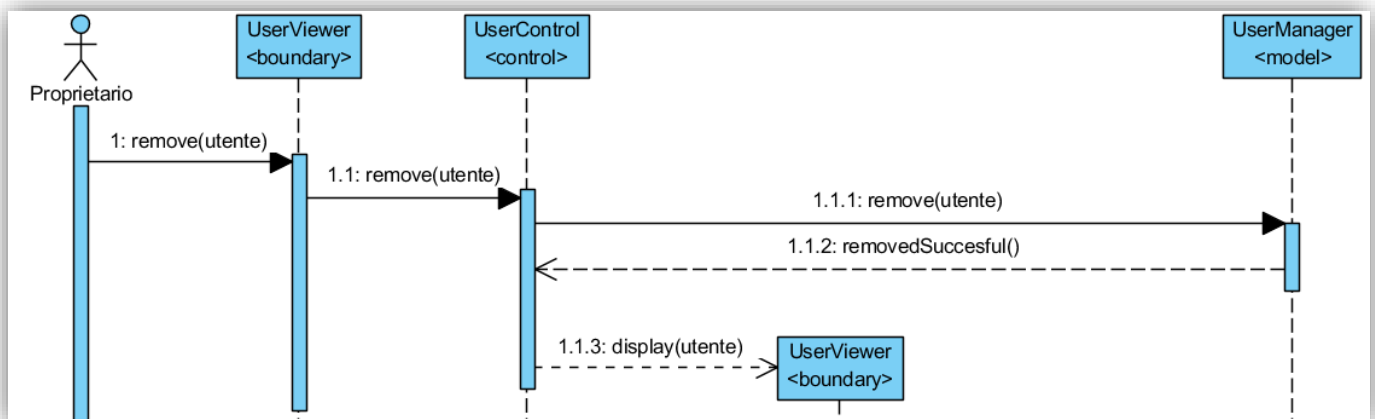 UserViewer
<boundary>
UserControl
<control>
UserManager
<model>
Proprietario
1: remove(utente)
1.1: remove(utente)
1.1.1: remove(utente)
1.1.2: removedSuccesful()
1.1.3: display(utente)
UserViewer
<boundary>